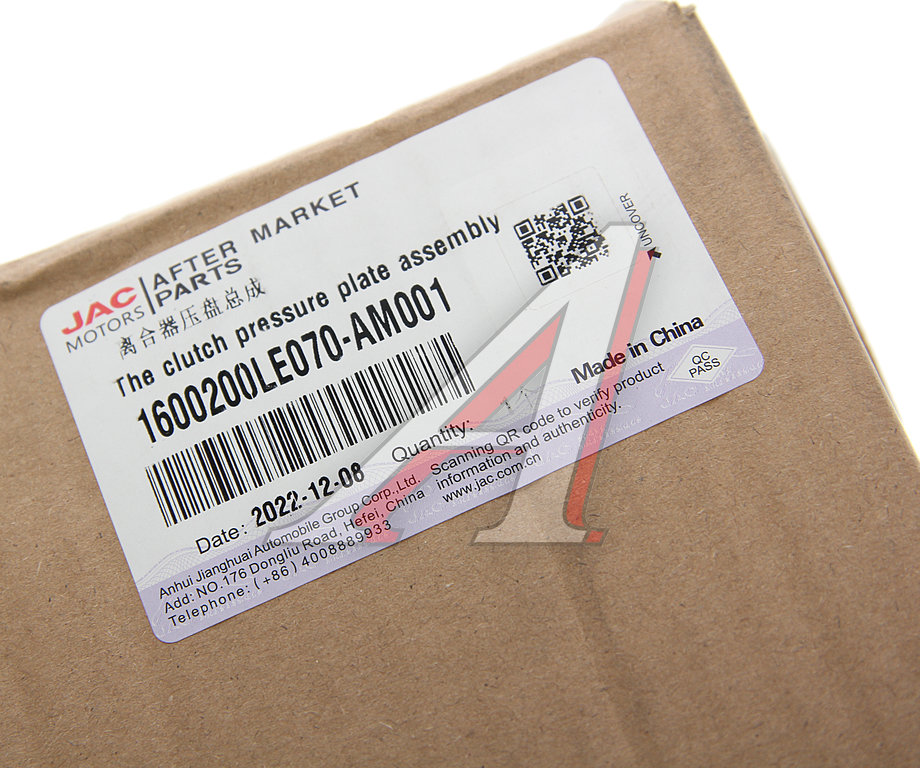 JAC MOTORS
AFTER MARKET
PARTS
离合器压盘总成
The clutch pressure plate assembly
1600200LE070-AM001
UNCOVER
Made in China
QC
PASS
Date: 2022-12-08
Quantity: 1
Scanning QR code to verify product
information and authenticity.
www.jac.com.cn
Anhui Jianghuai Automobile Group Corp.,Ltd.
Add: NO.176 Dongliu Road, Hefei, China
Telephone: (+86) 4008889933